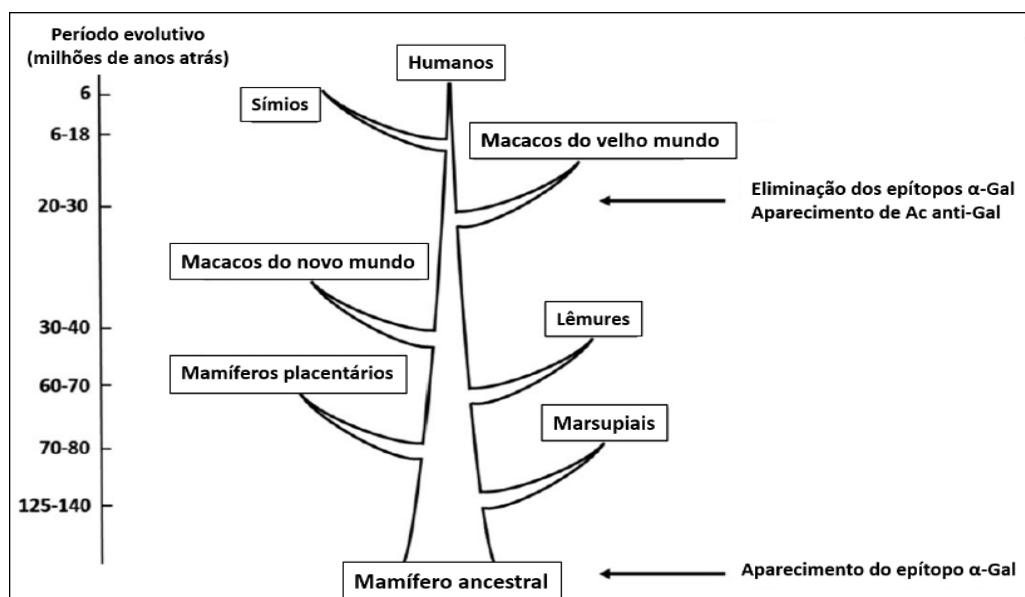 Período evolutivo
(milhões de anos atrás)
Humanos
6
Símios
6-18
Macacos do velho mundo
20-30
Eliminação dos epítopos α-Gal
Aparecimento de Ac anti-Gal
Macacos do novo mundo
30-40
Lêmures
60-70
Mamíferos placentários
Marsupiais
70-80
125-140
Mamífero ancestral
Aparecimento do epítopo α-Gal